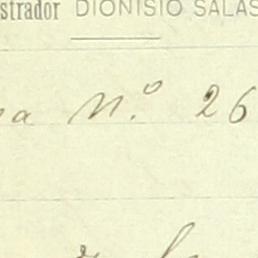 strador DIONISIO SALAS
a N.º 26